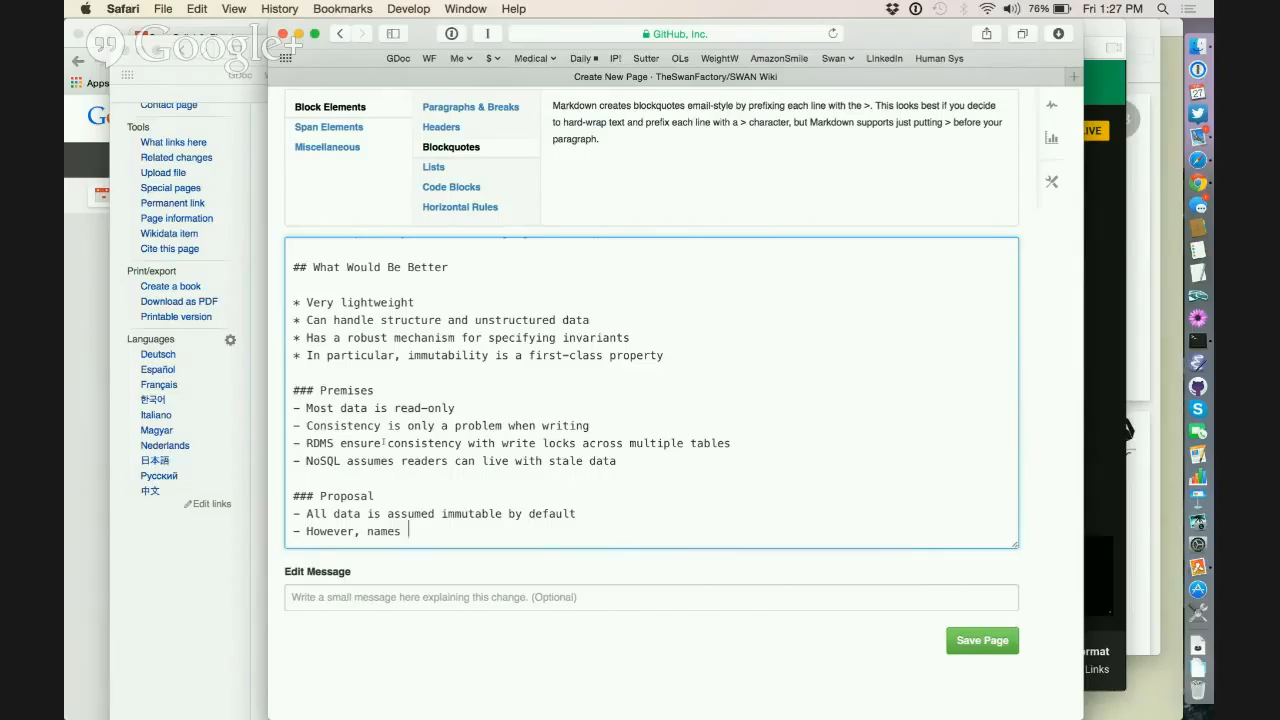 Safari File Edit View History Bookmarks Develop Window Help
76% Fri 1:27 PM
Google+
GitHub, Inc.
GDoc WF Me $ Medical Daily IP! Sutter OLs WeightW AmazonSmile Swan LinkedIn Human Sys
Create New Page · TheSwanFactory/SWAN Wiki
Apps
GDoc
Contact page
Tools
What links here
Related changes
Upload file
Special pages
Permanent link
Page information
Wikidata item
Cite this page
Print/export
Create a book
Download as PDF
Printable version
Languages
Deutsch
Español
Français
한국어
Italiano
Magyar
Nederlands
日本語
Русский
中文
Edit links
Block Elements
Span Elements
Miscellaneous
Paragraphs & Breaks
Headers
Blockquotes
Lists
Code Blocks
Horizontal Rules
Markdown creates blockquotes email-style by prefixing each line with the >. This looks best if you decide
to hard-wrap text and prefix each line with a > character, but Markdown supports just putting > before your
paragraph.
## What Would Be Better
* Very lightweight
* Can handle structure and unstructured data
* Has a robust mechanism for specifying invariants
* In particular, immutability is a first-class property
### Premises
- Most data is read-only
- Consistency is only a problem when writing
- RDMS ensure consistency with write locks across multiple tables
- NoSQL assumes readers can live with stale data
### Proposal
- All data is assumed immutable by default
- However, names
Edit Message
Write a small message here explaining this change. (Optional)
Save Page
Links